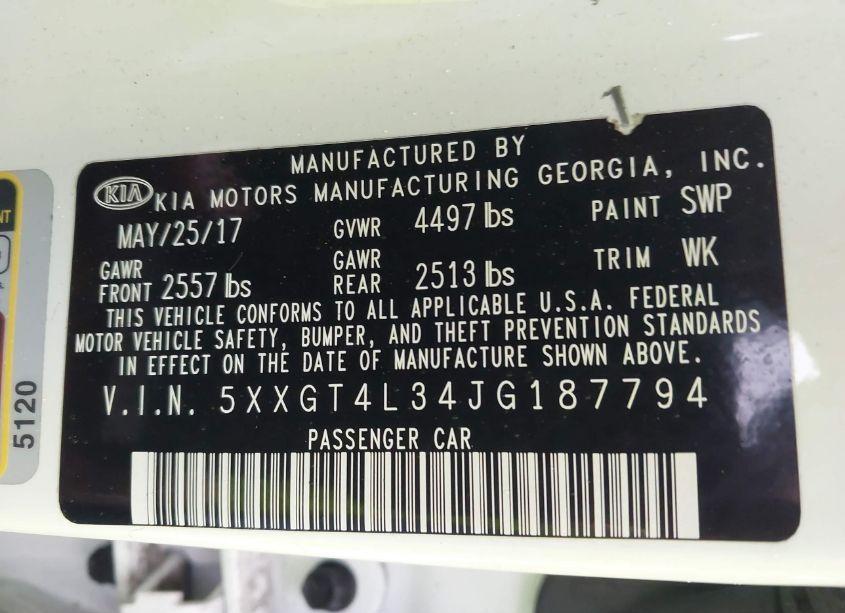 MANUFACTURED BY
KIA KIA MOTORS MANUFACTURING GEORGIA, INC.
MAY/25/17 GVWR 4497 lbs PAINT SWP
GAWR FRONT 2557 lbs GAWR REAR 2513 lbs TRIM WK
THIS VEHICLE CONFORMS TO ALL APPLICABLE U.S.A. FEDERAL
MOTOR VEHICLE SAFETY, BUMPER, AND THEFT PREVENTION STANDARDS
IN EFFECT ON THE DATE OF MANUFACTURE SHOWN ABOVE.
V.I.N. 5XXGT4L34JG187794
PASSENGER CAR
5120